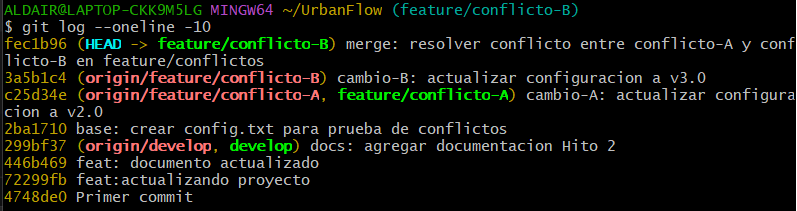 ALDAIR@LAPTOP-CKK9M5LG MINGW64 ~/UrbanFlow (feature/conflicto-B)
$ git log --oneline -10
fec1b96 (HEAD -> feature/conflicto-B) merge: resolver conflicto entre conflicto-A y conf
licto-B en feature/conflictos
3a5b1c4 (origin/feature/conflicto-B) cambio-B: actualizar configuracion a v3.0
c25d34e (origin/feature/conflicto-A, feature/conflicto-A) cambio-A: actualizar configura
cion a v2.0
2ba1710 base: crear config.txt para prueba de conflictos
299bf37 (origin/develop, develop) docs: agregar documentacion Hito 2
446b469 feat: documento actualizado
72299fb feat:actualizando proyecto
4748de0 Primer commit